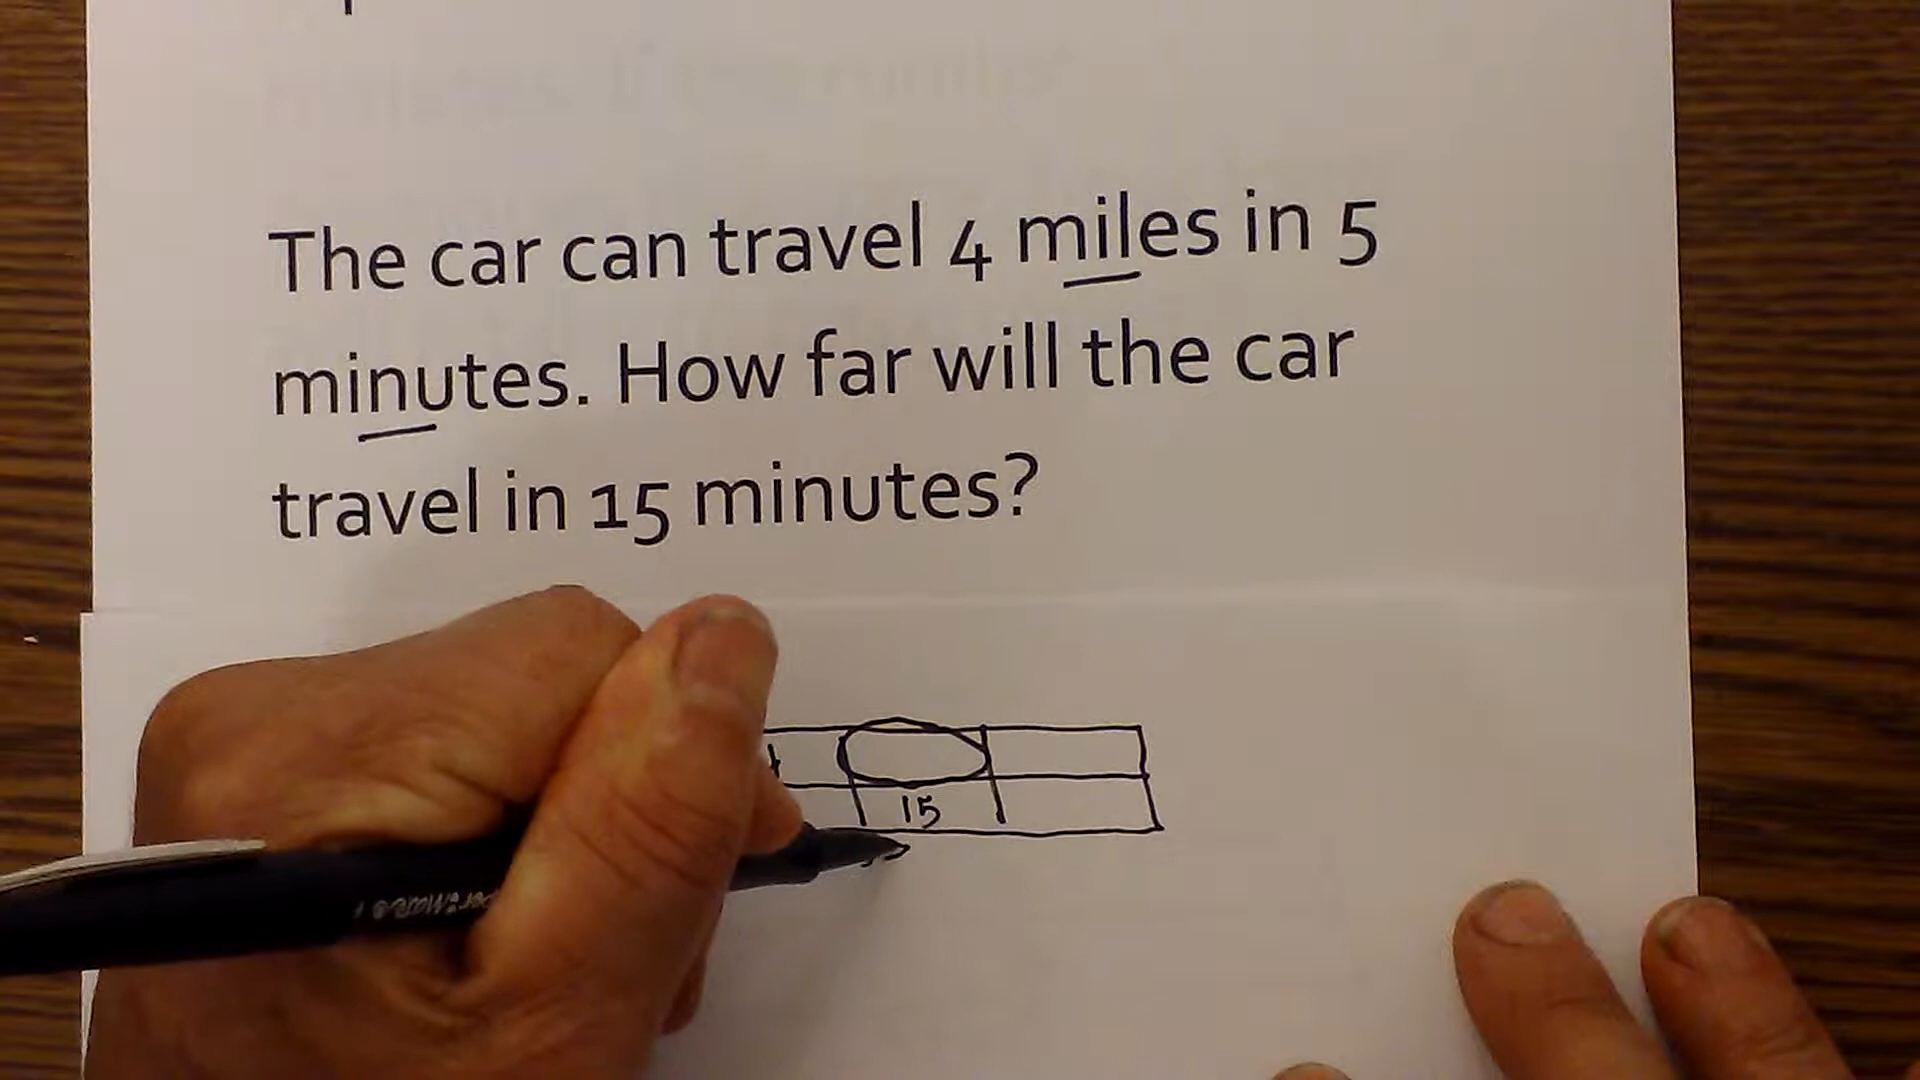 The car can travel 4 miles in 5
minutes. How far will the car
travel in 15 minutes?
15